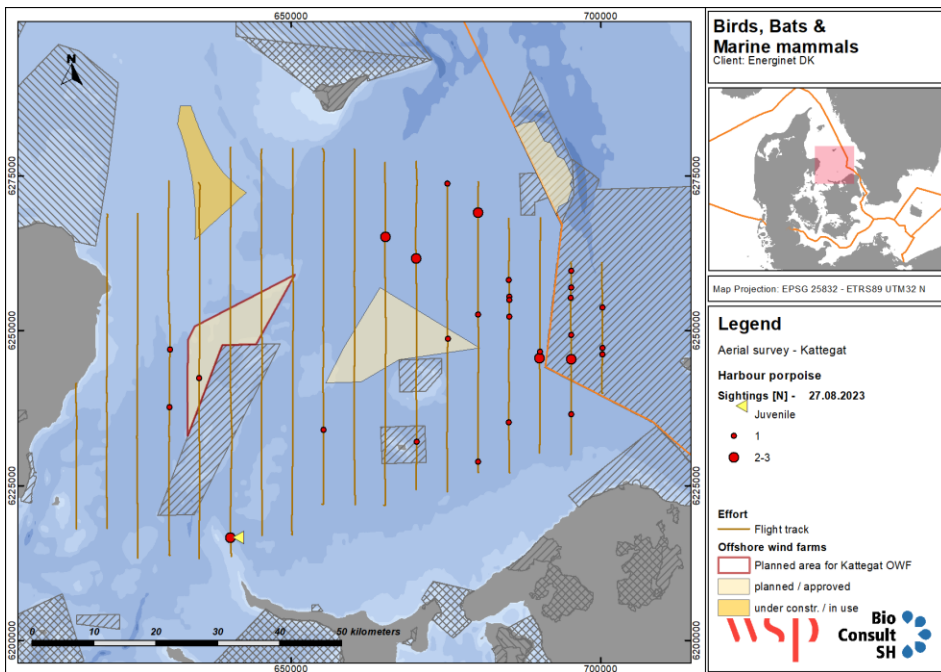 650000
700000
N
6275000
6275000
6250000
6250000
6225000
6225000
6200000
6200000
0 10 20 30 40 50 kilometers
650000
700000
Birds, Bats &
Marine mammals
Client: Energinet DK
Map Projection: EPSG 25832 - ETRS89 UTM32 N
Legend
Aerial survey - Kattegat
Harbour porpoise
Sightings [N] - 27.08.2023
Juvenile
1
2-3
Effort
Flight track
Offshore wind farms
Planned area for Kattegat OWF
planned / approved
under constr. / in use
wsp
Bio
Consult
SH